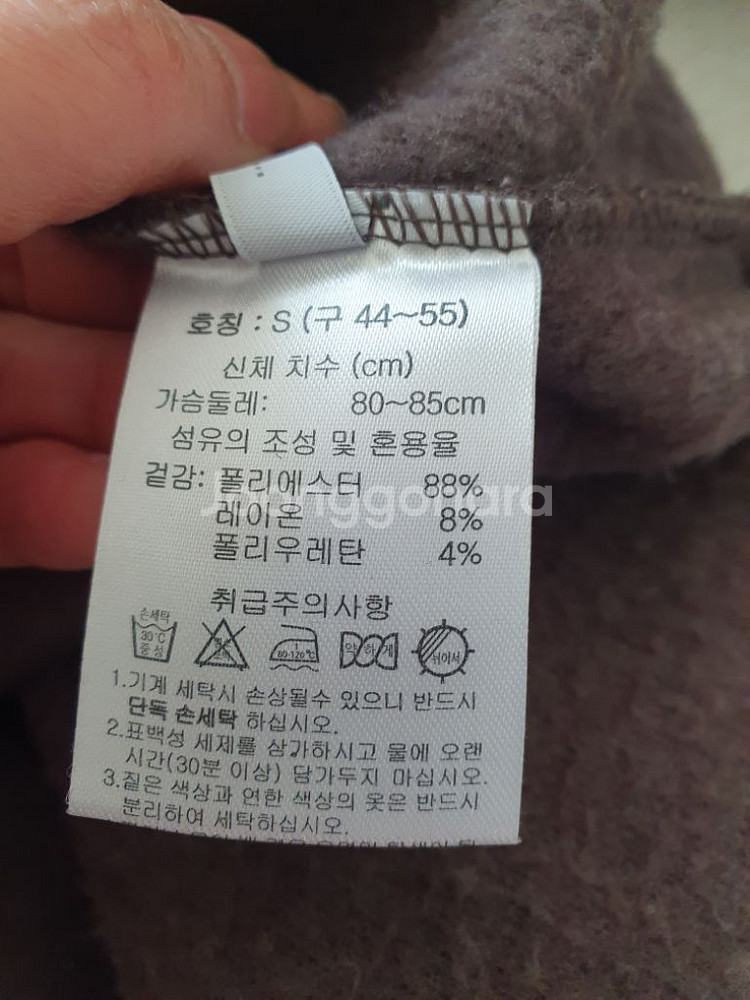 호칭 : S (구 44~55)
신체 치수 (cm)
가슴둘레: 80~85cm
섬유의 조성 및 혼용율
겉감: 폴리에스터 88%
레이온 8%
폴리우레탄 4%
Joonggonara
취급주의사항
손세탁 30℃ 중성
80-120℃
약하게
뉘어서
1.기계 세탁시 손상될수 있으니 반드시
단독 손세탁 하십시오.
2.표백성 세제를 삼가하시고 물에 오랜
시간(30분 이상) 담가두지 마십시오.
3.짙은 색상과 연한 색상의 옷은 반드시
분리하여 세탁하십시오.